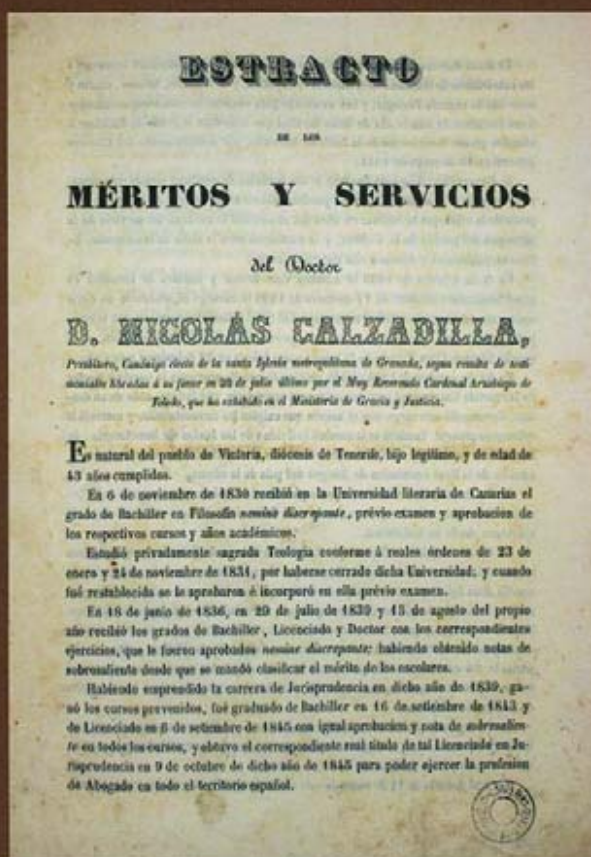 ESTRACTO
DE LOS
MÉRITOS Y SERVICIOS
del Doctor
D. NICOLÁS CALZADILLA,
Presbítero, Canónigo electo de la santa Iglesia metropolitana de Granada, segun resulta de testi
moniales libradas á su favor en 28 de julio último por el Muy Reverendo Cardenal Arzobispo de
Toledo, que ha exhibido en el Ministerio de Gracia y Justicia.
Es natural del pueblo de Victoria, diócesis de Tenerife, hijo legítimo, y de edad de
43 años cumplidos.
En 6 de noviembre de 1830 recibió en la Universidad literaria de Canarias el
grado de Bachiller en Filosofía nemine discrepante, prévio examen y aprobacion de
los respectivos cursos y años académicos.
Estudió privadamente sagrada Teología conforme á reales órdenes de 23 de
enero y 24 de noviembre de 1831, por haberse cerrado dicha Universidad; y cuando
fué restablecida se le aprobaron é incorporó en ella prévio examen.
En 18 de junio de 1836, en 29 de julio de 1839 y 15 de agosto del propio
año recibió los grados de Bachiller, Licenciado y Doctor con los correspondientes
ejercicios, que le fueron aprobados nemine discrepante; habiendo obtenido notas de
sobresaliente desde que se mandó clasificar el mérito de los escolares.
Habiendo emprendido la carrera de Jurisprudencia en dicho año de 1839, ga-
nó los cursos prevenidos, fué graduado de Bachiller en 16 de setiembre de 1843 y
de Licenciado en 6 de setiembre de 1845 con igual aprobacion y nota de sobresalien-
te en todos los cursos, y obtuvo el correspondiente real título de tal Licenciado en Ju-
risprudencia en 9 de octubre de dicho año de 1845 para poder ejercer la profesion
de Abogado en todo el territorio español.